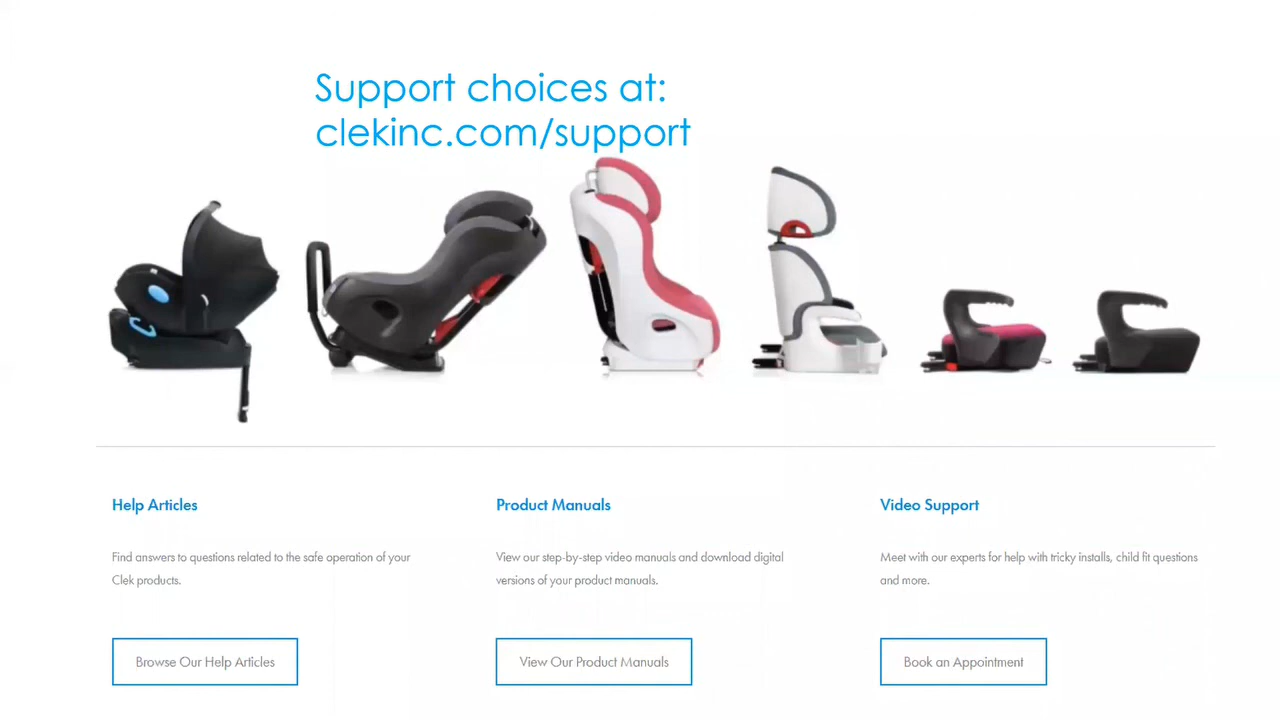 Support choices at:
clekinc.com/support
Help Articles
Find answers to questions related to the safe operation of your
Clek products.
Browse Our Help Articles
Product Manuals
View our step-by-step video manuals and download digital
versions of your product manuals.
View Our Product Manuals
Video Support
Meet with our experts for help with tricky installs, child fit questions
and more.
Book an Appointment